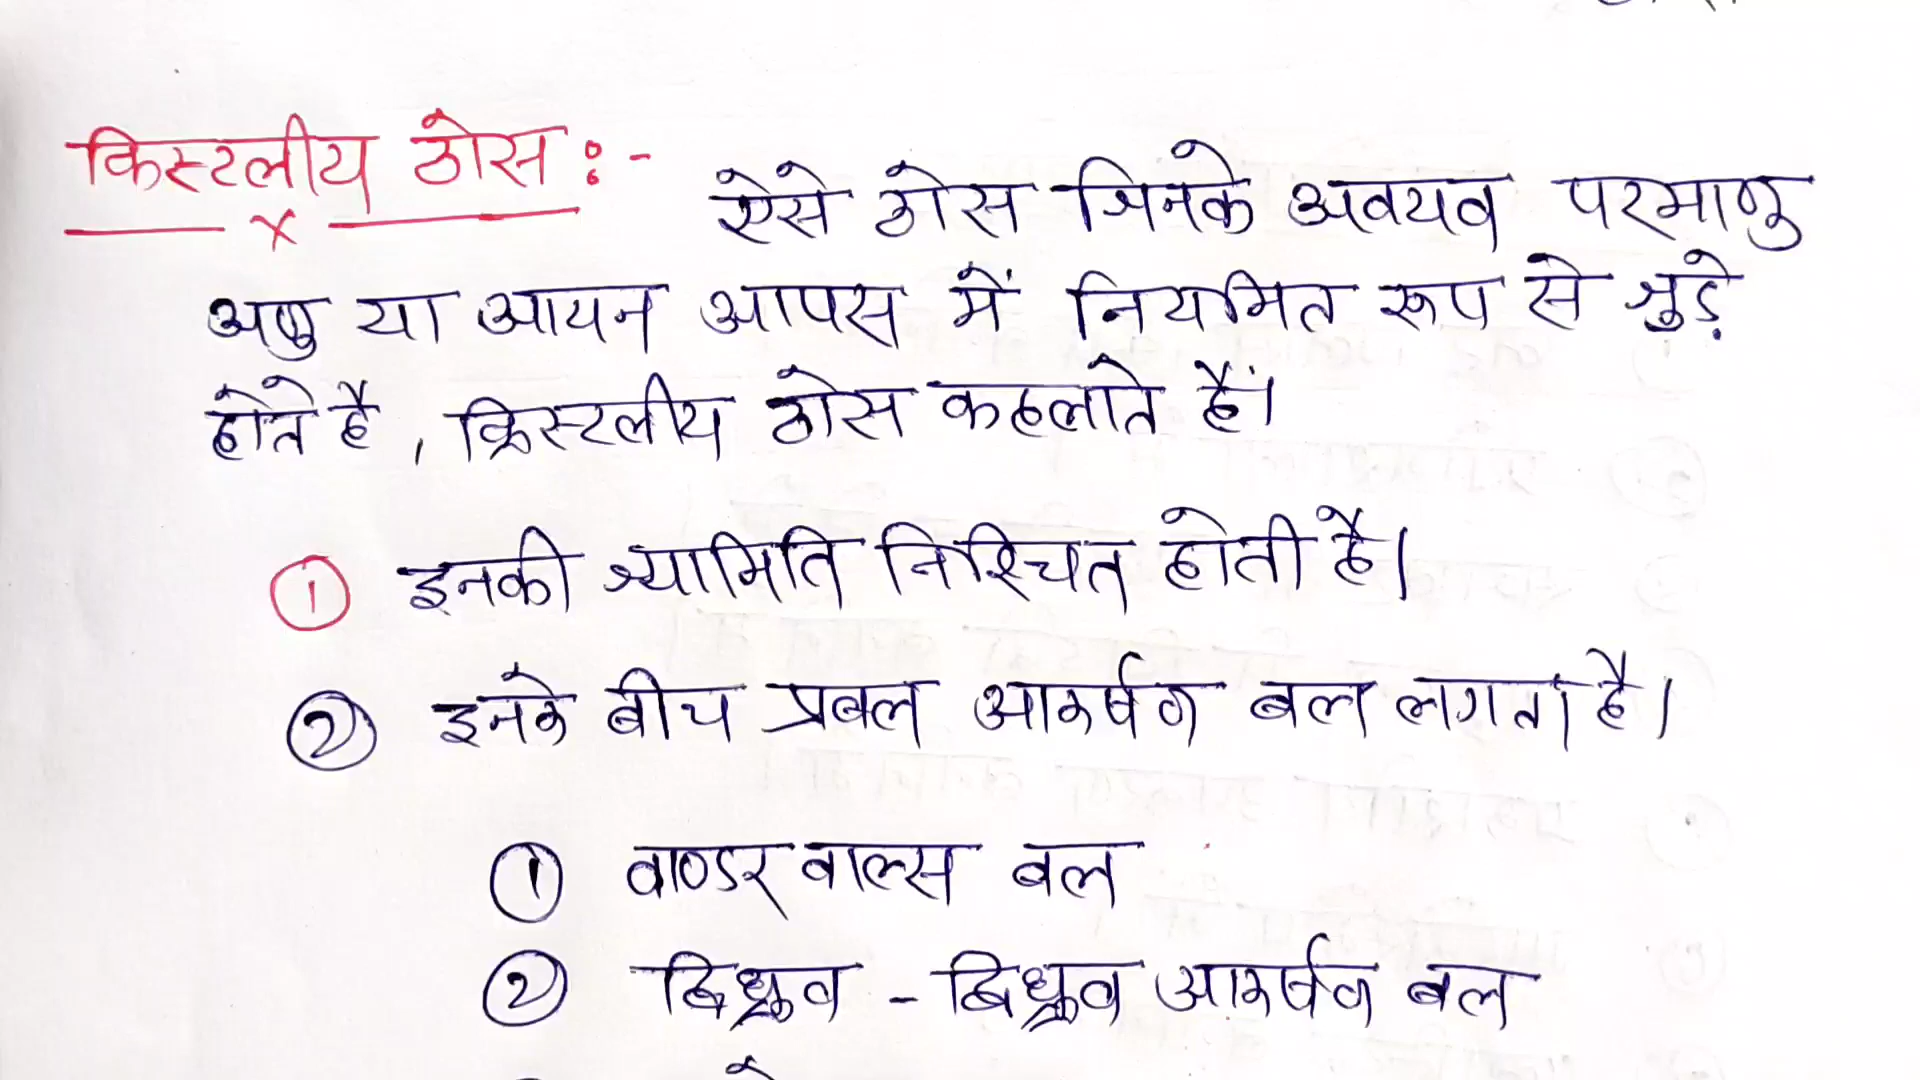 किस्टलीय ठोस :-
ऐसे ठोस जिनके अवयव परमाणु
अणु या आयन आपस में नियमित रूप से जुड़े
होते है, क्रिस्टलीय ठोस कहलाते हैं।
① इनकी ज्यामिति निश्चित होती है।
② इनके बीच प्रबल आकर्षण बल लगता है।
① वाण्डर वाल्स बल
② द्विध्रुव - द्विध्रुव आकर्षण बल